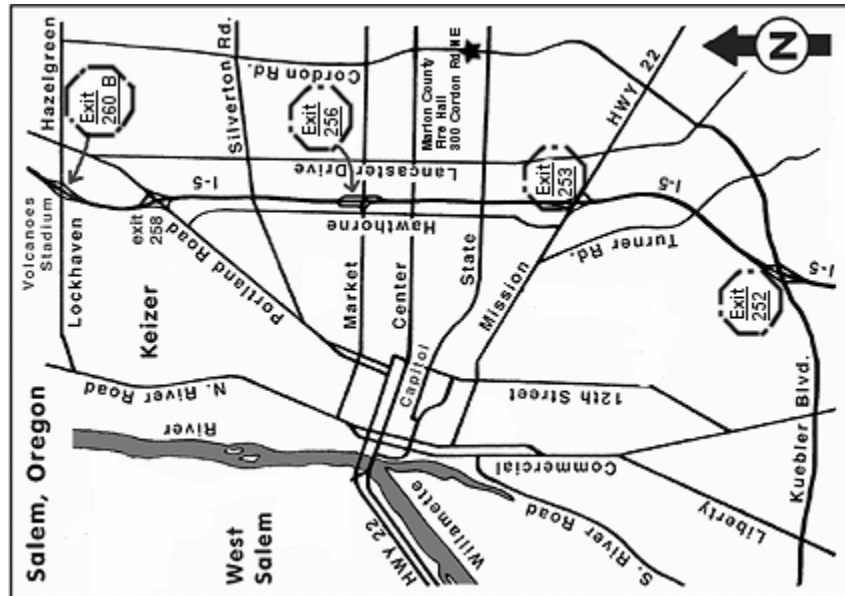 Salem, Oregon
Volcanoes
Stadium
Lockhaven
Hazelgreen
Exit
260 B
exit
258
Portland Road
I-5
Keizer
N. River Road
River
Silverton Rd.
Cordon Rd.
Exit
256
Lancaster Drive
Hawthorne
Market
Center
Marion County
Fire Hall
300 Cordon Rd NE
State
Capitol
Mission
HWY 22
Exit
253
I-5
Turner Rd.
Exit
252
I-5
12th Street
Commercial
Kuebler Blvd.
Liberty
S. River Road
Willamette
HWY 22
West
Salem
N